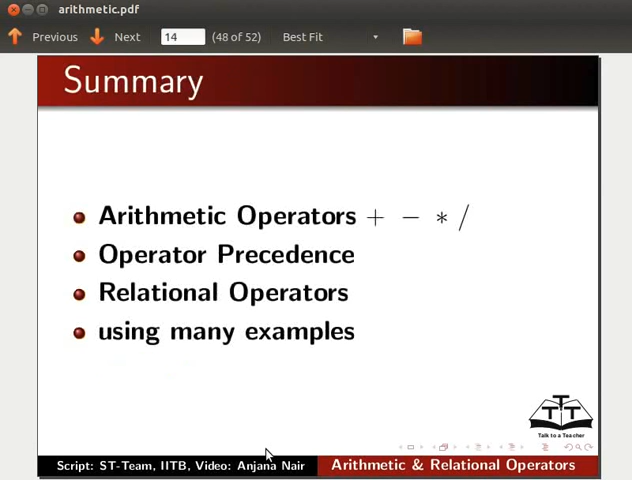 arithmetic.pdf
Previous Next 14 (48 of 52) Best Fit
Summary
Arithmetic Operators + − ∗ /
Operator Precedence
Relational Operators
using many examples
T T T
Talk to a Teacher
Script: ST-Team, IITB, Video: Anjana Nair Arithmetic & Relational Operators